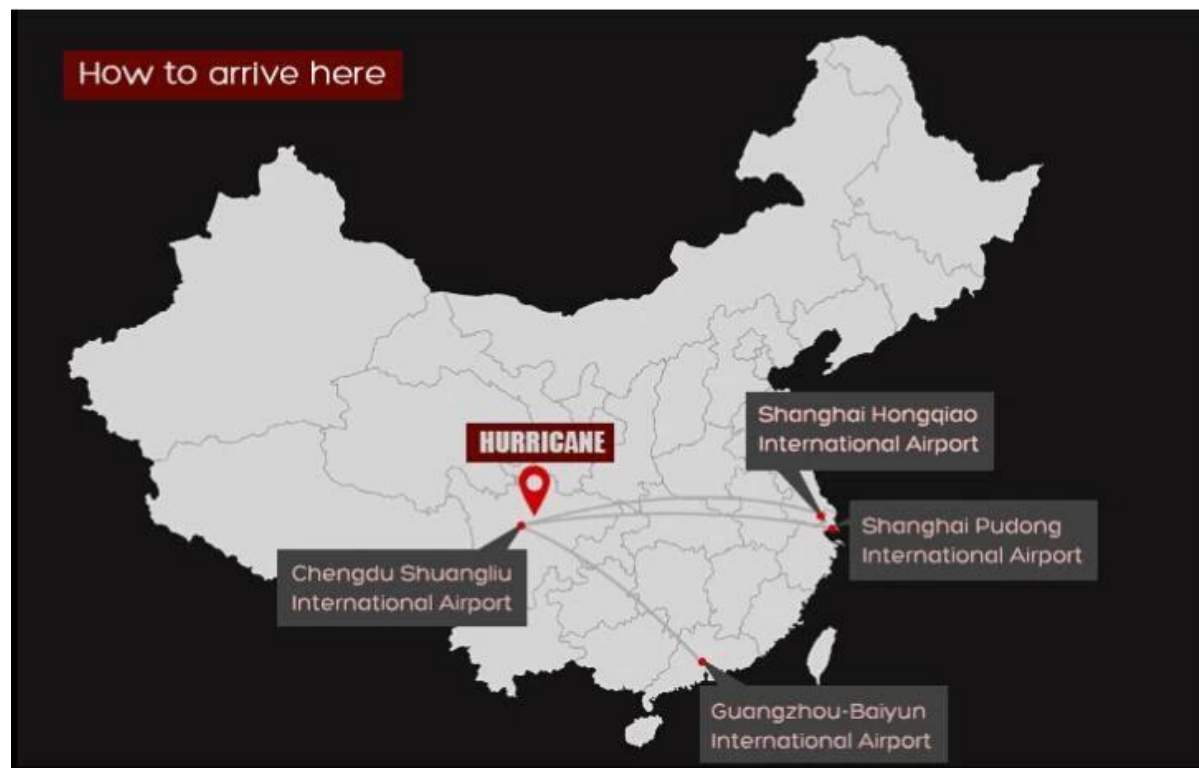 How to arrive here
HURRICANE
Shanghai Hongqiao
International Airport
Shanghai Pudong
International Airport
Chengdu Shuangliu
International Airport
Guangzhou-Baiyun
International Airport